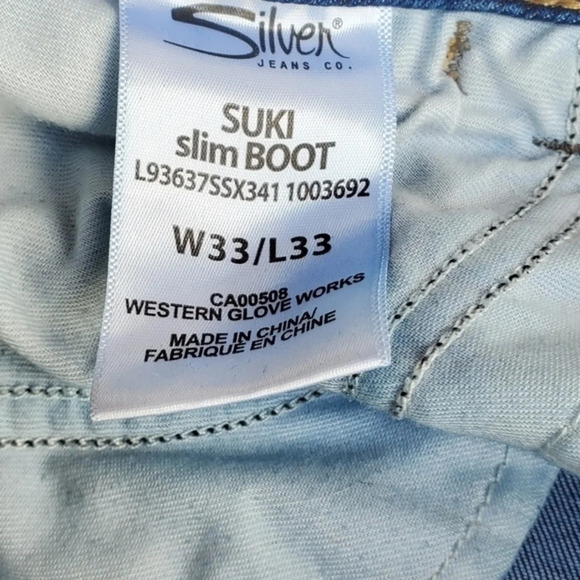 Silver®
JEANS CO.
SUKI
slim BOOT
L93637SSX341 1003692
W33/L33
CA00508
WESTERN GLOVE WORKS
MADE IN CHINA/
FABRIQUE EN CHINE